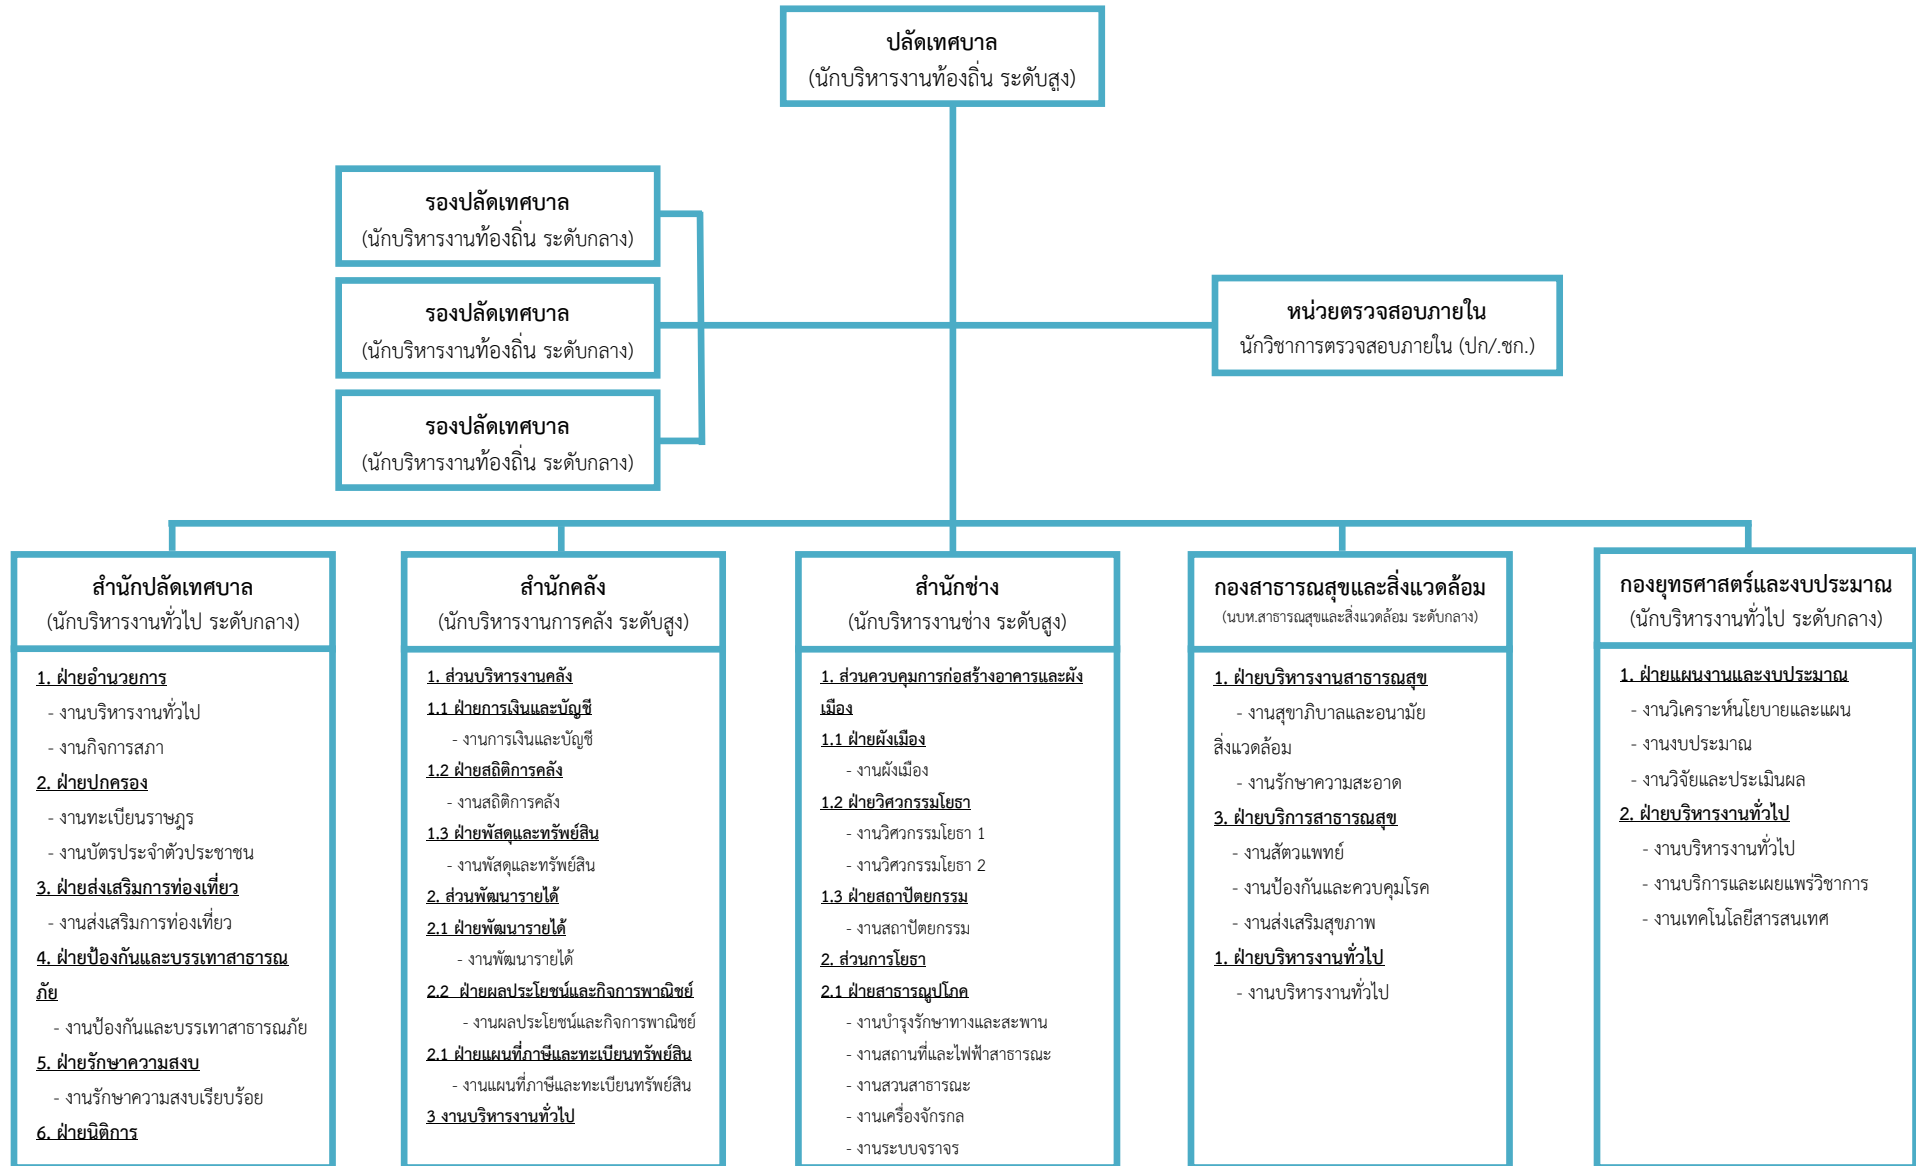 ปลัดเทศบาล
(นักบริหารงานท้องถิ่น ระดับสูง)
รองปลัดเทศบาล
(นักบริหารงานท้องถิ่น ระดับกลาง)
รองปลัดเทศบาล
(นักบริหารงานท้องถิ่น ระดับกลาง)
รองปลัดเทศบาล
(นักบริหารงานท้องถิ่น ระดับกลาง)
หน่วยตรวจสอบภายใน
นักวิชาการตรวจสอบภายใน (ปก/.ชก.)
สำนักปลัดเทศบาล
(นักบริหารงานทั่วไป ระดับกลาง)
1. ฝ่ายอำนวยการ
- งานบริหารงานทั่วไป
- งานกิจการสภา
2. ฝ่ายปกครอง
- งานทะเบียนราษฎร
- งานบัตรประจำตัวประชาชน
3. ฝ่ายส่งเสริมการท่องเที่ยว
- งานส่งเสริมการท่องเที่ยว
4. ฝ่ายป้องกันและบรรเทาสาธารณ
ภัย
- งานป้องกันและบรรเทาสาธารณภัย
5. ฝ่ายรักษาความสงบ
- งานรักษาความสงบเรียบร้อย
6. ฝ่ายนิติการ
สำนักคลัง
(นักบริหารงานการคลัง ระดับสูง)
1. ส่วนบริหารงานคลัง
1.1 ฝ่ายการเงินและบัญชี
- งานการเงินและบัญชี
1.2 ฝ่ายสถิติการคลัง
- งานสถิติการคลัง
1.3 ฝ่ายพัสดุและทรัพย์สิน
- งานพัสดุและทรัพย์สิน
2. ส่วนพัฒนารายได้
2.1 ฝ่ายพัฒนารายได้
- งานพัฒนารายได้
2.2 ฝ่ายผลประโยชน์และกิจการพาณิชย์
- งานผลประโยชน์และกิจการพาณิชย์
2.1 ฝ่ายแผนที่ภาษีและทะเบียนทรัพย์สิน
- งานแผนที่ภาษีและทะเบียนทรัพย์สิน
3 งานบริหารงานทั่วไป
สำนักช่าง
(นักบริหารงานช่าง ระดับสูง)
1. ส่วนควบคุมการก่อสร้างอาคารและผัง
เมือง
1.1 ฝ่ายผังเมือง
- งานผังเมือง
1.2 ฝ่ายวิศวกรรมโยธา
- งานวิศวกรรมโยธา 1
- งานวิศวกรรมโยธา 2
1.3 ฝ่ายสถาปัตยกรรม
- งานสถาปัตยกรรม
2. ส่วนการโยธา
2.1 ฝ่ายสาธารณูปโภค
- งานบำรุงรักษาทางและสะพาน
- งานสถานที่และไฟฟ้าสาธารณะ
- งานสวนสาธารณะ
- งานเครื่องจักรกล
- งานระบบจราจร
กองสาธารณสุขและสิ่งแวดล้อม
(นบห.สาธารณสุขและสิ่งแวดล้อม ระดับกลาง)
1. ฝ่ายบริหารงานสาธารณสุข
- งานสุขาภิบาลและอนามัย
สิ่งแวดล้อม
- งานรักษาความสะอาด
3. ฝ่ายบริการสาธารณสุข
- งานสัตวแพทย์
- งานป้องกันและควบคุมโรค
- งานส่งเสริมสุขภาพ
1. ฝ่ายบริหารงานทั่วไป
- งานบริหารงานทั่วไป
กองยุทธศาสตร์และงบประมาณ
(นักบริหารงานทั่วไป ระดับกลาง)
1. ฝ่ายแผนงานและงบประมาณ
- งานวิเคราะห์นโยบายและแผน
- งานงบประมาณ
- งานวิจัยและประเมินผล
2. ฝ่ายบริหารงานทั่วไป
- งานบริหารงานทั่วไป
- งานบริการและเผยแพร่วิชาการ
- งานเทคโนโลยีสารสนเทศ